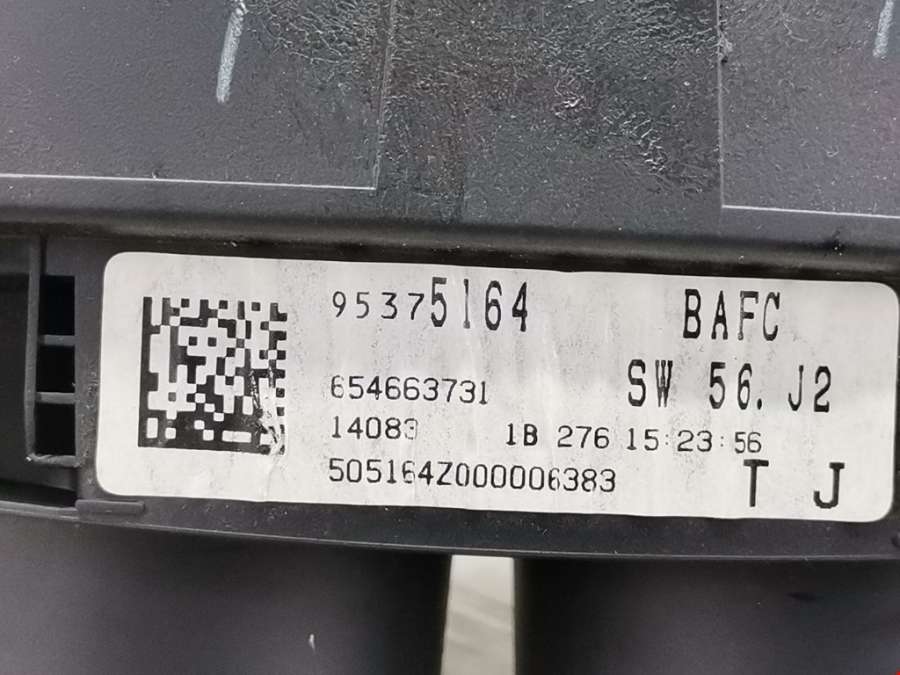 95375164 BAFC
654663731 SW 56. J2
14083 1B 276 15:23:56
505164Z000006383 T J